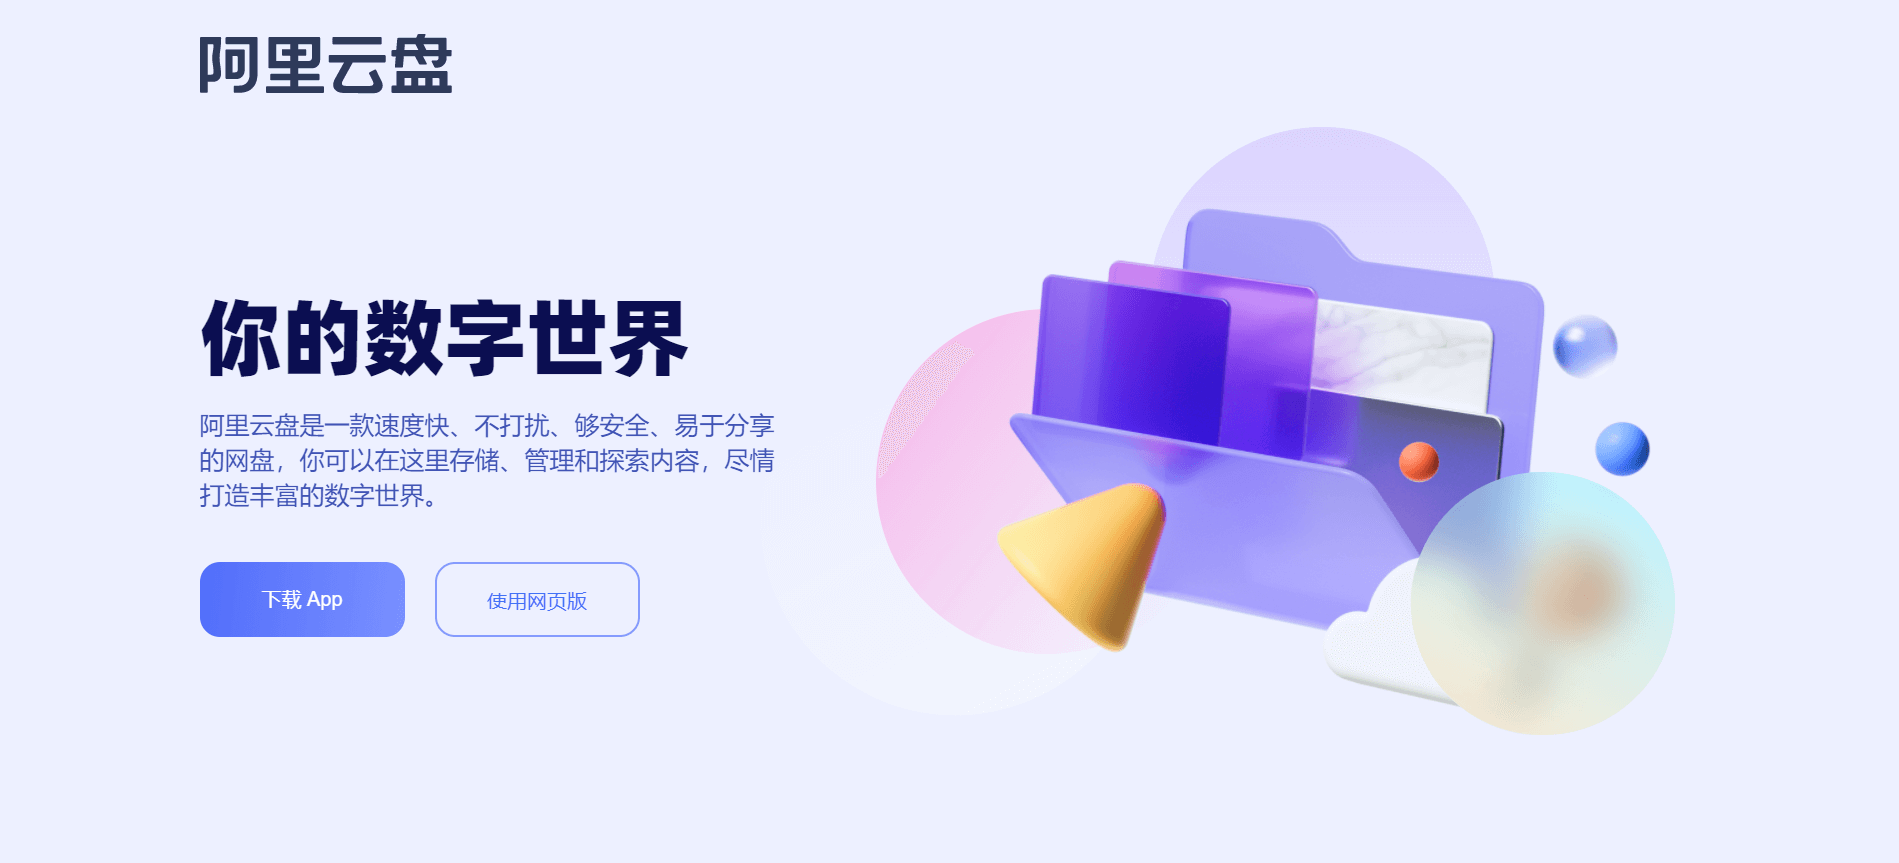 阿里云盘
你的数字世界
阿里云盘是一款速度快、不打扰、够安全、易于分享
的网盘，你可以在这里存储、管理和探索内容，尽情
打造丰富的数字世界。
下载 App
使用网页版